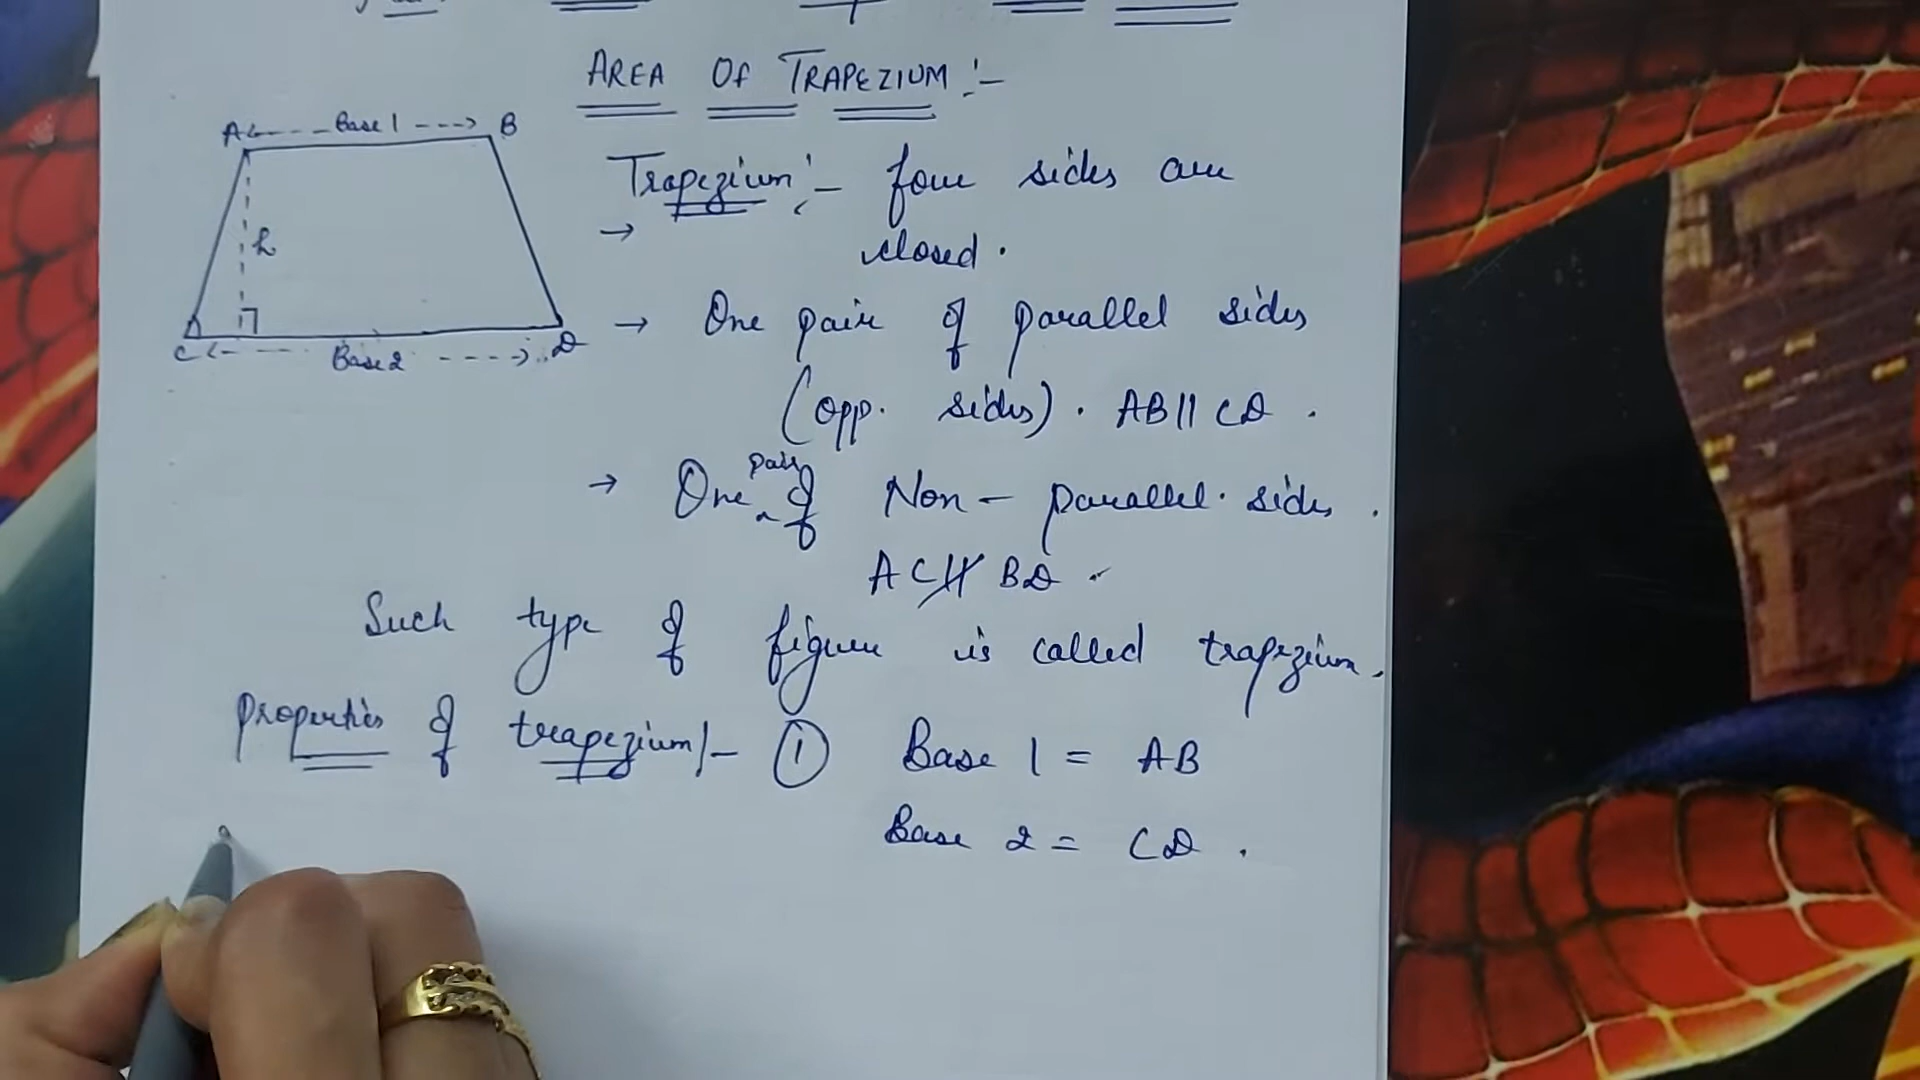 AREA OF TRAPEZIUM :-
A <---- Base 1 ---> B
h
C <---- Base 2 ----> D
Trapezium :- four sides are
→ closed.
→ One pair of parallel sides
(opp. sides). AB || CD.
pair
→ One of Non-parallel sides.
AC ∦ BD.
Such type of figure is called trapezium.
properties of trapezium :- ① Base 1 = AB
Base 2 = CD.